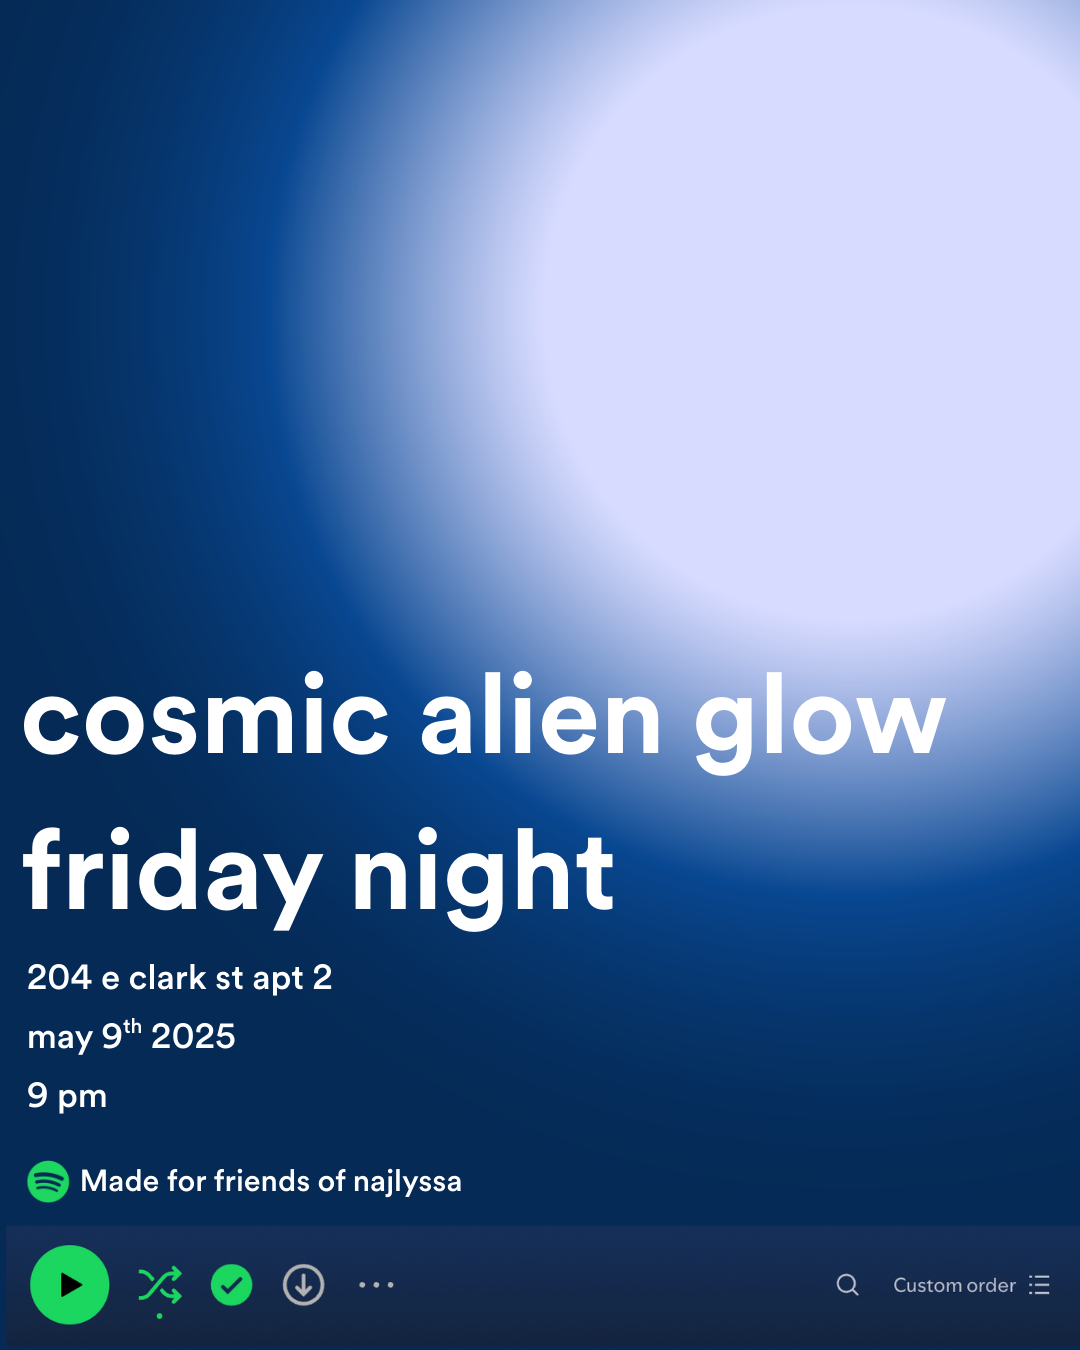 cosmic alien glow
friday night
204 e clark st apt 2
may 9th 2025
9 pm
Made for friends of najlyssa
Custom order